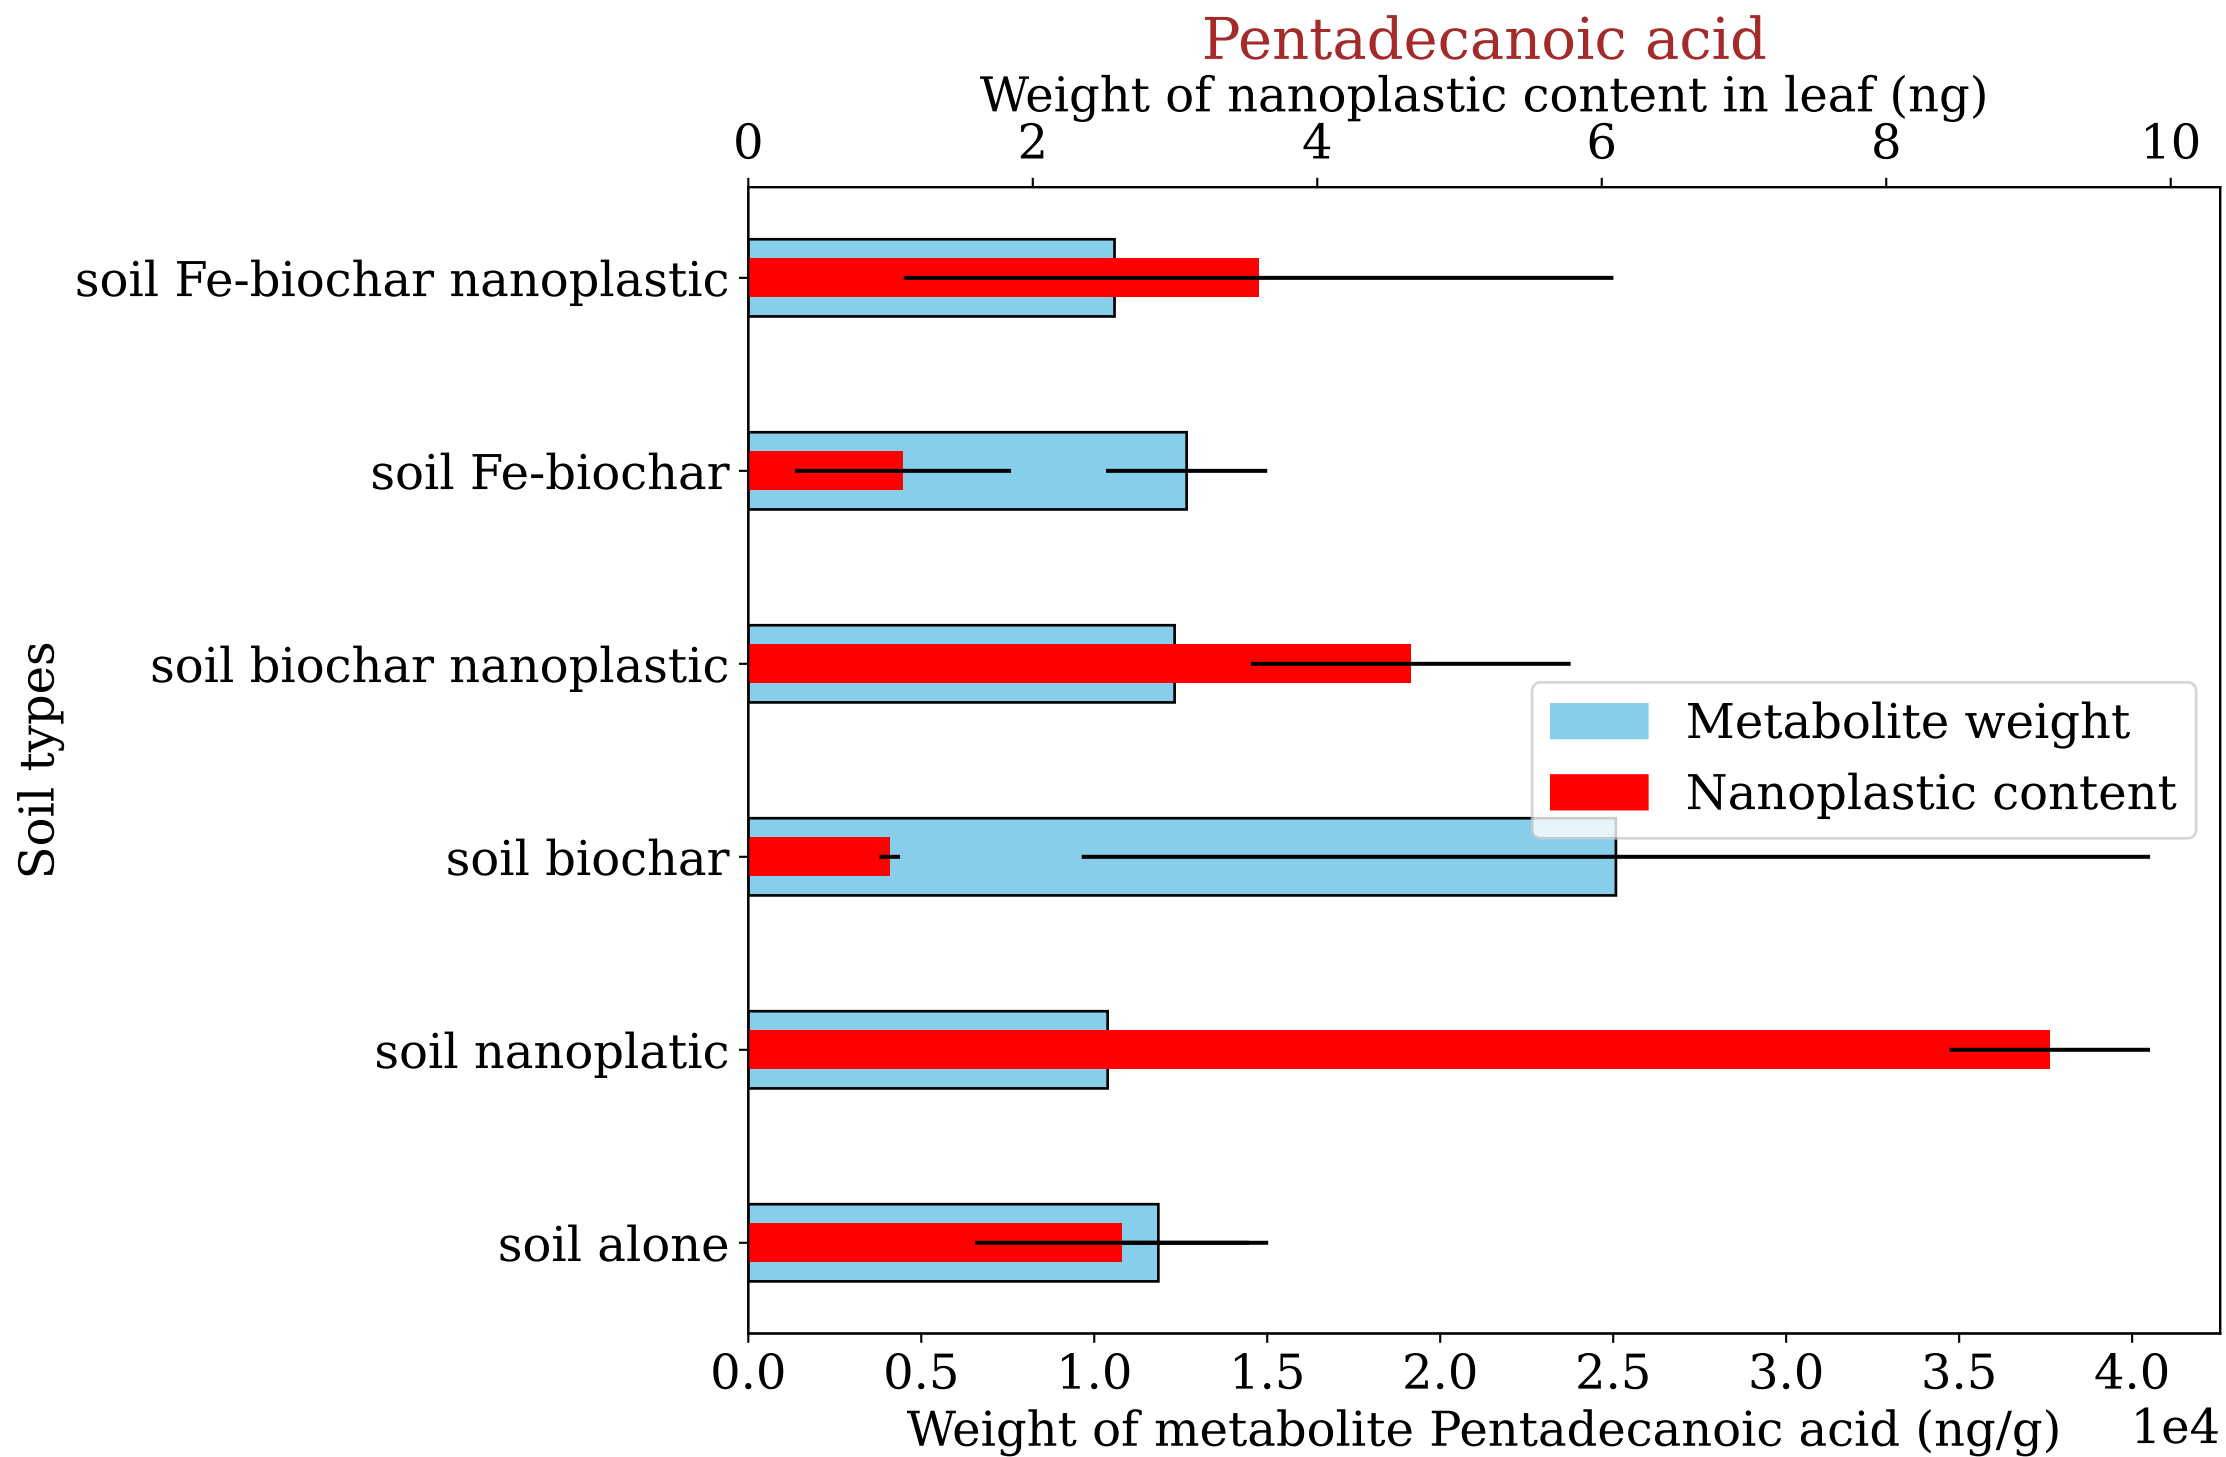 Pentadecanoic acid
Weight of nanoplastic content in leaf (ng)
0 2 4 6 8 10
soil Fe-biochar nanoplastic
soil Fe-biochar
soil biochar nanoplastic
Soil types
Metabolite weight
Nanoplastic content
soil biochar
soil nanoplatic
soil alone
0.0 0.5 1.0 1.5 2.0 2.5 3.0 3.5 4.0
Weight of metabolite Pentadecanoic acid (ng/g)
1e4